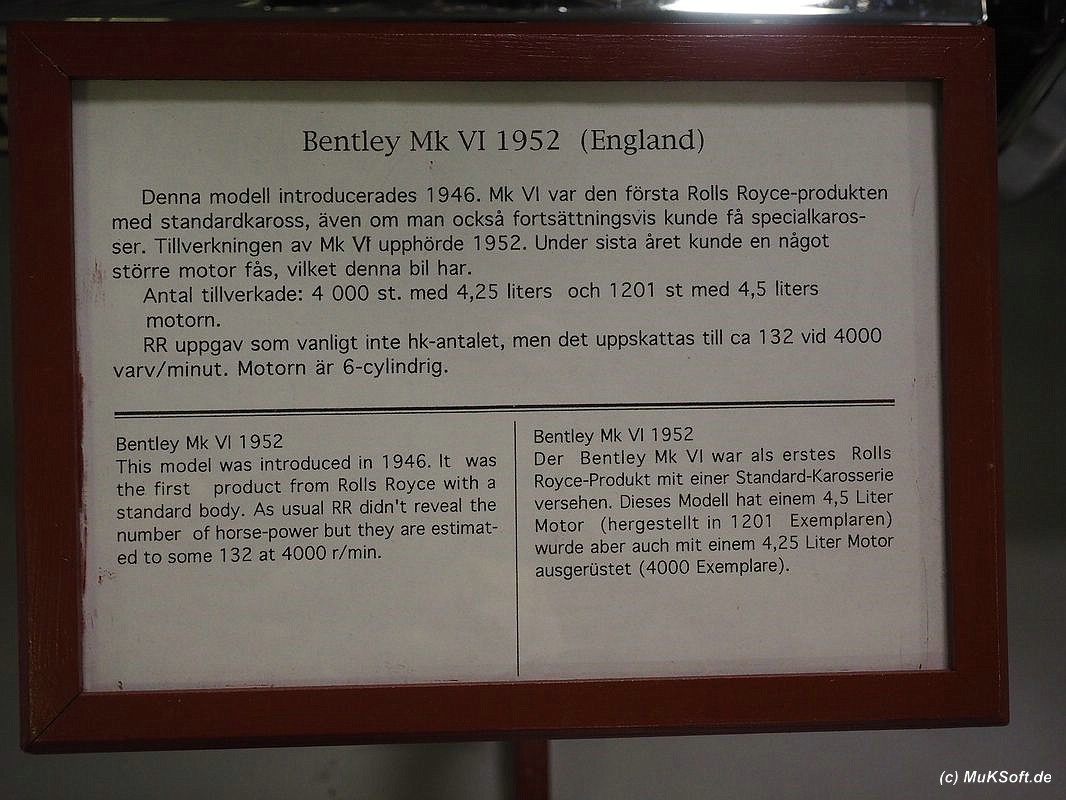 Bentley Mk VI 1952 (England)
Denna modell introducerades 1946. Mk VI var den första Rolls Royce-produkten
med standardkaross, även om man också fortsättningsvis kunde få specialkaros-
ser. Tillverkningen av Mk VI upphörde 1952. Under sista året kunde en något
större motor fås, vilket denna bil har.
Antal tillverkade: 4 000 st. med 4,25 liters och 1201 st med 4,5 liters
motorn.
RR uppgav som vanligt inte hk-antalet, men det uppskattas till ca 132 vid 4000
varv/minut. Motorn är 6-cylindrig.
Bentley Mk VI 1952
This model was introduced in 1946. It was
the first product from Rolls Royce with a
standard body. As usual RR didn't reveal the
number of horse-power but they are estimat-
ed to some 132 at 4000 r/min.
Bentley Mk VI 1952
Der Bentley Mk VI war als erstes Rolls
Royce-Produkt mit einer Standard-Karosserie
versehen. Dieses Modell hat einem 4,5 Liter
Motor (hergestellt in 1201 Exemplaren)
wurde aber auch mit einem 4,25 Liter Motor
ausgerüstet (4000 Exemplare).
(c) MuKSoft.de